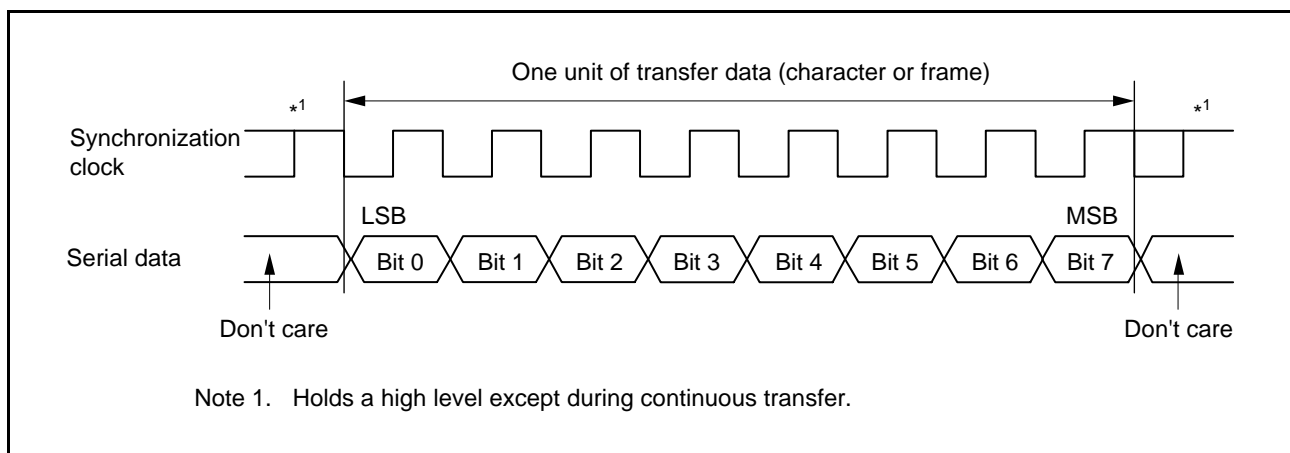 One unit of transfer data (character or frame)
*1
*1
Synchronization
clock
LSB
MSB
Serial data
Bit 0
Bit 1
Bit 2
Bit 3
Bit 4
Bit 5
Bit 6
Bit 7
Don't care
Don't care
Note 1. Holds a high level except during continuous transfer.